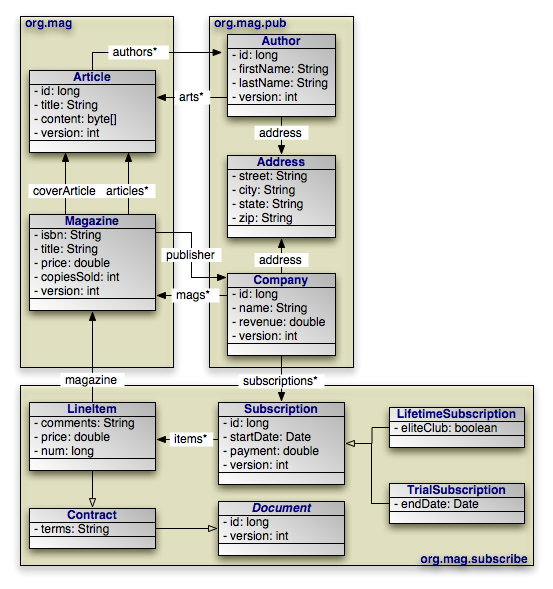 org.mag
org.mag.pub
authors*
Author
- id: long
- firstName: String
- lastName: String
- version: int
Article
- id: long
- title: String
- content: byte[]
- version: int
arts*
address
Address
- street: String
- city: String
- state: String
- zip: String
coverArticle
articles*
Magazine
- isbn: String
- title: String
- price: double
- copiesSold: int
- version: int
publisher
address
Company
- id: long
- name: String
- revenue: double
- version: int
mags*
magazine
subscriptions*
LineItem
- comments: String
- price: double
- num: long
items*
Subscription
- id: long
- startDate: Date
- payment: double
- version: int
LifetimeSubscription
- eliteClub: boolean
TrialSubscription
- endDate: Date
Contract
- terms: String
Document
- id: long
- version: int
org.mag.subscribe